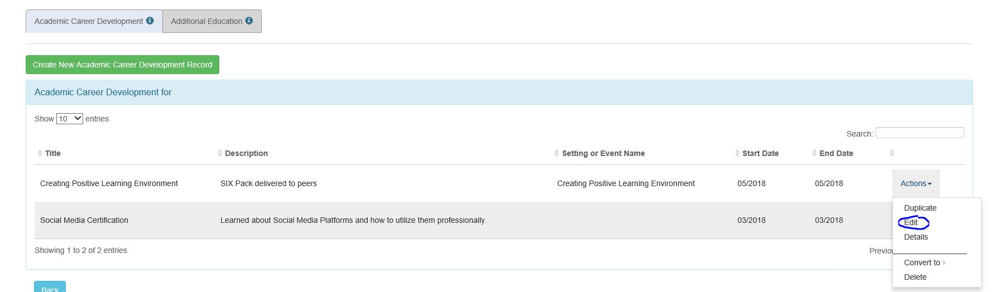 Academic Career Development Additional Education
Create New Academic Career Development Record
Academic Career Development for
Show 10 entries
Search:
Title Description Setting or Event Name Start Date End Date
Creating Positive Learning Environment SIX Pack delivered to peers Creating Positive Learning Environment 05/2018 05/2018 Actions
Duplicate
Social Media Certification Learned about Social Media Platforms and how to utilize them professionally. 03/2018 03/2018
Edit
Details
Showing 1 to 2 of 2 entries
Convert to
Delete
Back